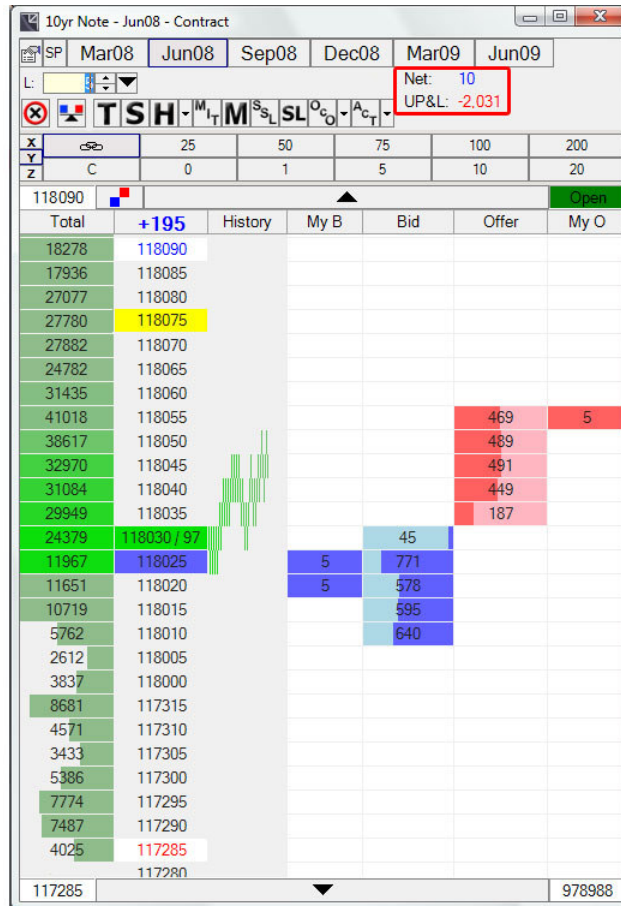 10yr Note - Jun08 - Contract
SP Mar08 Jun08 Sep08 Dec08 Mar09 Jun09
L: 3
Net: 10
UP&L: -2,031
T S H MIT M SSL SL OCO ACT
X 25 50 75 100 200
Y
Z C 0 1 5 10 20
118090 Open
Total +195 History My B Bid Offer My O
18278 118090
17936 118085
27077 118080
27780 118075
27882 118070
24782 118065
31435 118060
41018 118055 469 5
38617 118050 489
32970 118045 491
31084 118040 449
29949 118035 187
24379 118030 / 97 45
11967 118025 5 771
11651 118020 5 578
10719 118015 595
5762 118010 640
2612 118005
3837 118000
8681 117315
4571 117310
3433 117305
5386 117300
7774 117295
7487 117290
4025 117285
117280
117285 978988